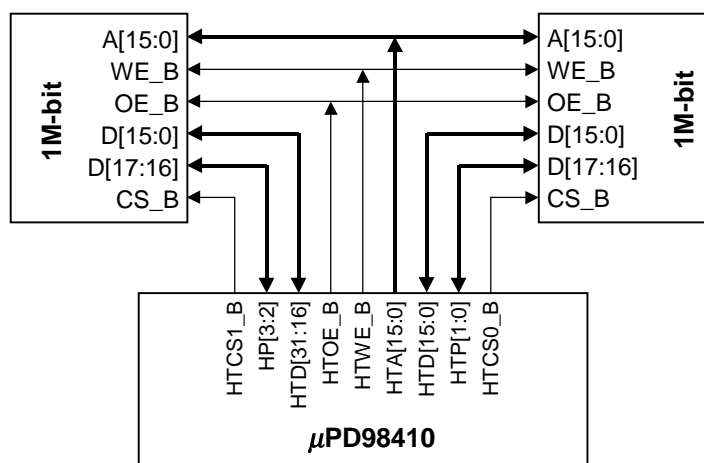 A[15:0]
WE_B
OE_B
D[15:0]
D[17:16]
CS_B
1M-bit
A[15:0]
WE_B
OE_B
D[15:0]
D[17:16]
CS_B
1M-bit
HTCS1_B
HP[3:2]
HTD[31:16]
HTOE_B
HTWE_B
HTA[15:0]
HTD[15:0]
HTP[1:0]
HTCS0_B
µPD98410